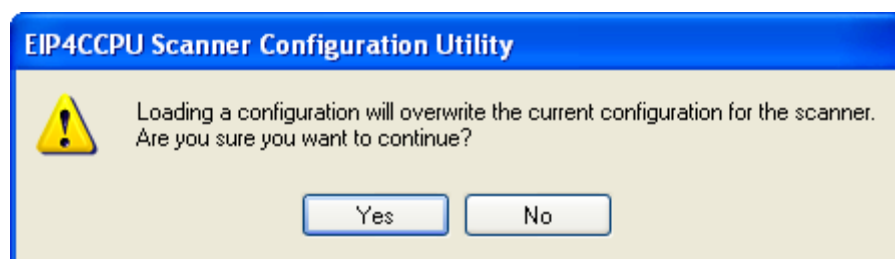 EIP4CCPU Scanner Configuration Utility
Loading a configuration will overwrite the current configuration for the scanner.
Are you sure you want to continue?
Yes No